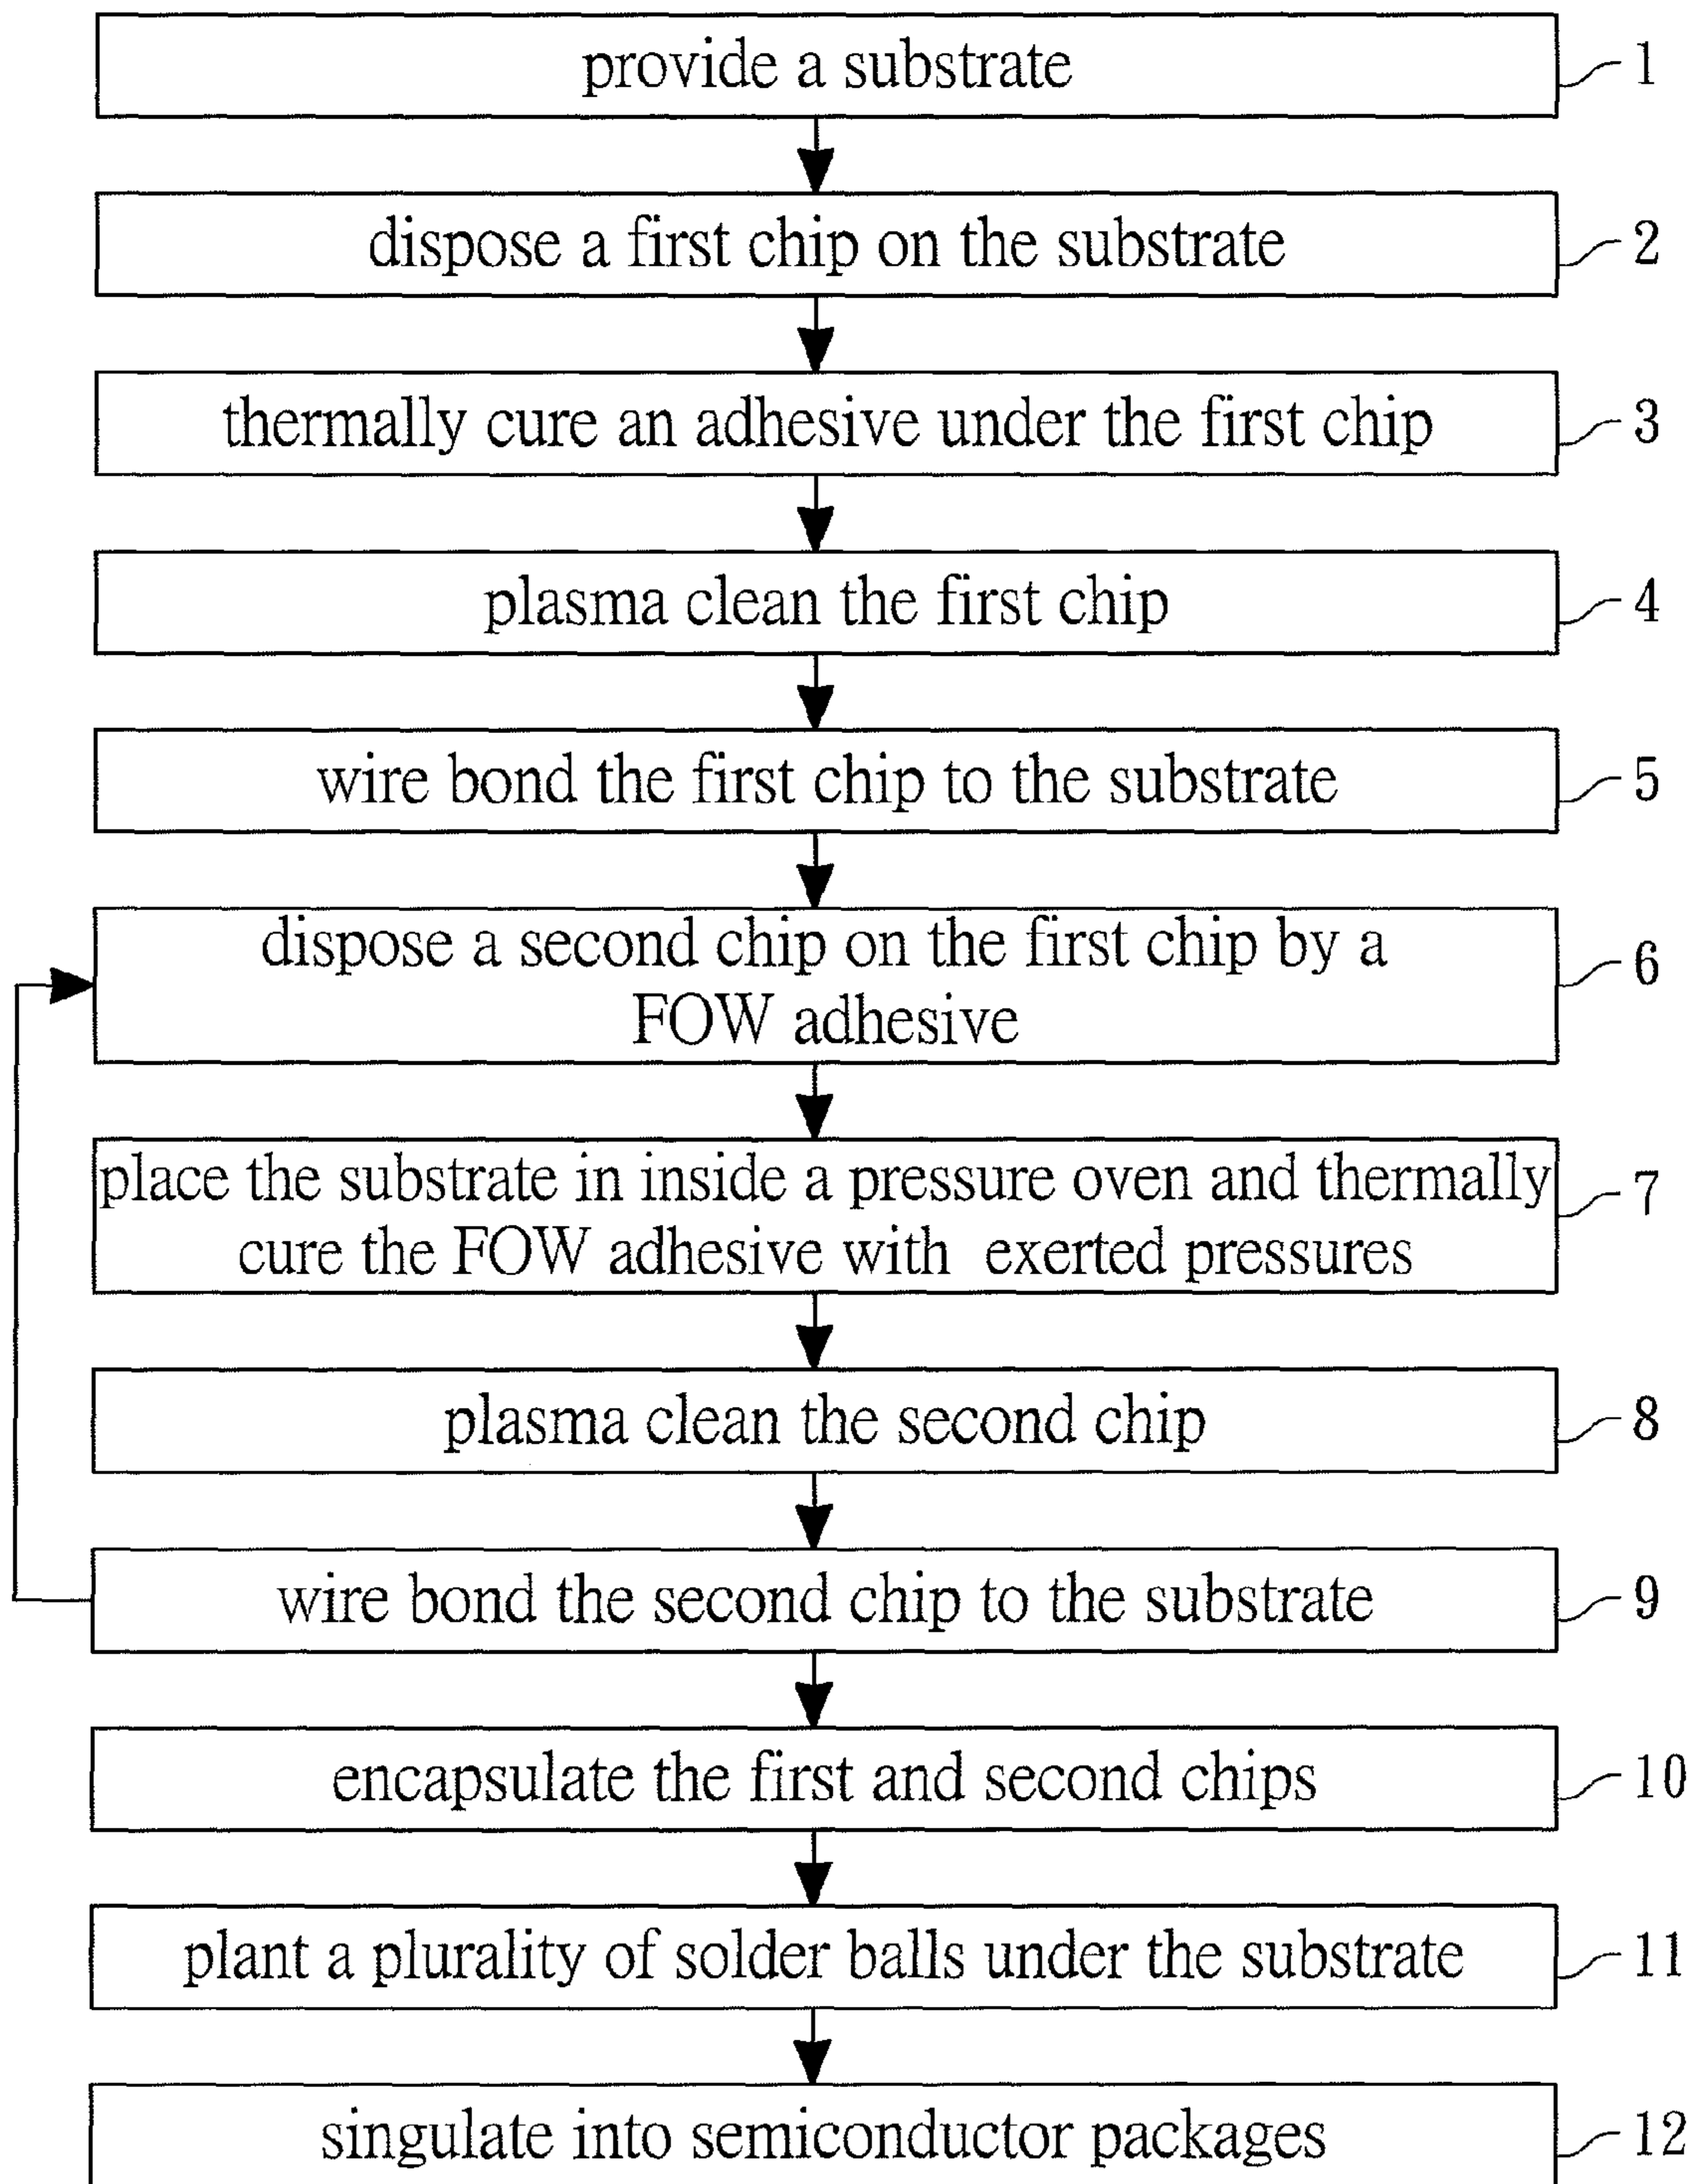 provide a substrate
1
dispose a first chip on the substrate
2
thermally cure an adhesive under the first chip
3
plasma clean the first chip
4
wire bond the first chip to the substrate
5
dispose a second chip on the first chip by a
FOW adhesive
6
place the substrate in inside a pressure oven and thermally
cure the FOW adhesive with exerted pressures
7
plasma clean the second chip
8
wire bond the second chip to the substrate
9
encapsulate the first and second chips
10
plant a plurality of solder balls under the substrate
11
singulate into semiconductor packages
12